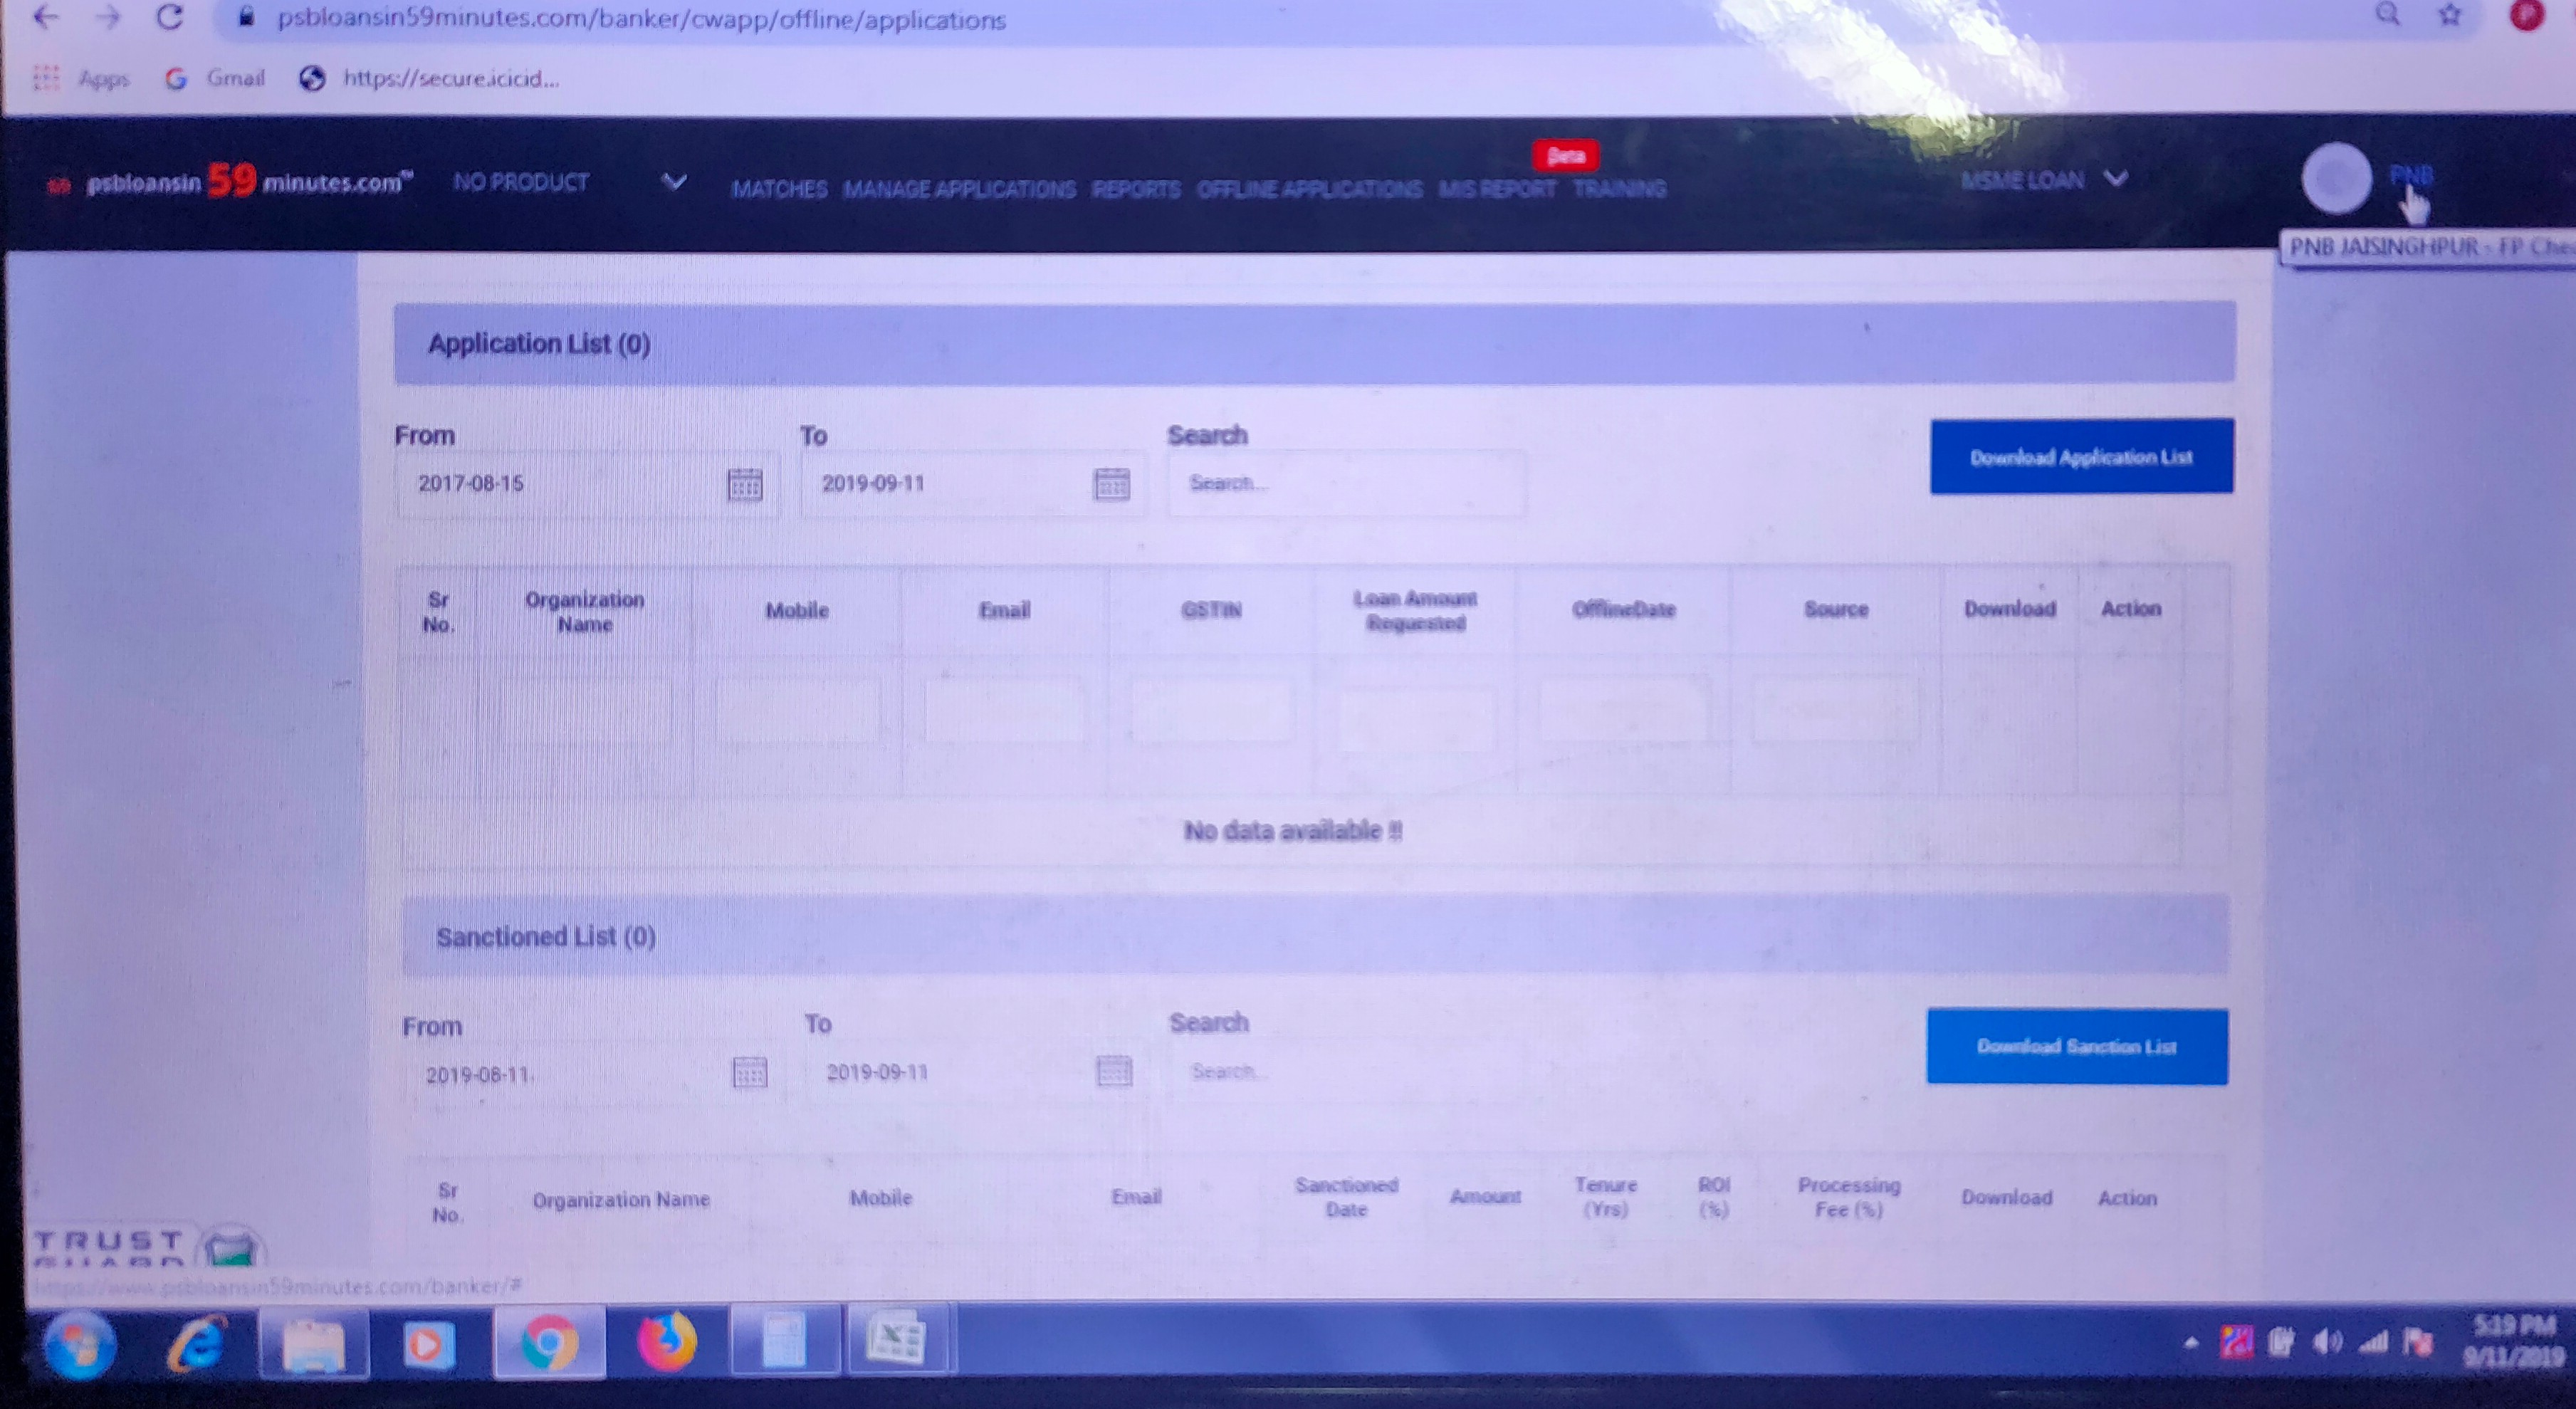 psbloansin59minutes.com/banker/cwapp/offline/applications
Apps Gmail https://secure.icicid...
psbloansin59minutes.com™ NO PRODUCT MATCHES MANAGE APPLICATIONS REPORTS OFFLINE APPLICATIONS MIS REPORT Beta TRAINING MSME LOAN PNB
PNB JAISINGHPUR - FP Che
Application List (0)
From To Search
2017-08-15 2019-09-11 Search... Download Application List
Sr No. Organization Name Mobile Email GSTIN Loan Amount Requested OfflineDate Source Download Action
No data available !!
Sanctioned List (0)
From To Search
2019-08-11 2019-09-11 Search... Download Sanction List
Sr No. Organization Name Mobile Email Sanctioned Date Amount Tenure (Yrs) ROI (%) Processing Fee (%) Download Action
TRUST
GUARD
https://www.psbloansin59minutes.com/banker/#
5:19 PM
9/11/2019